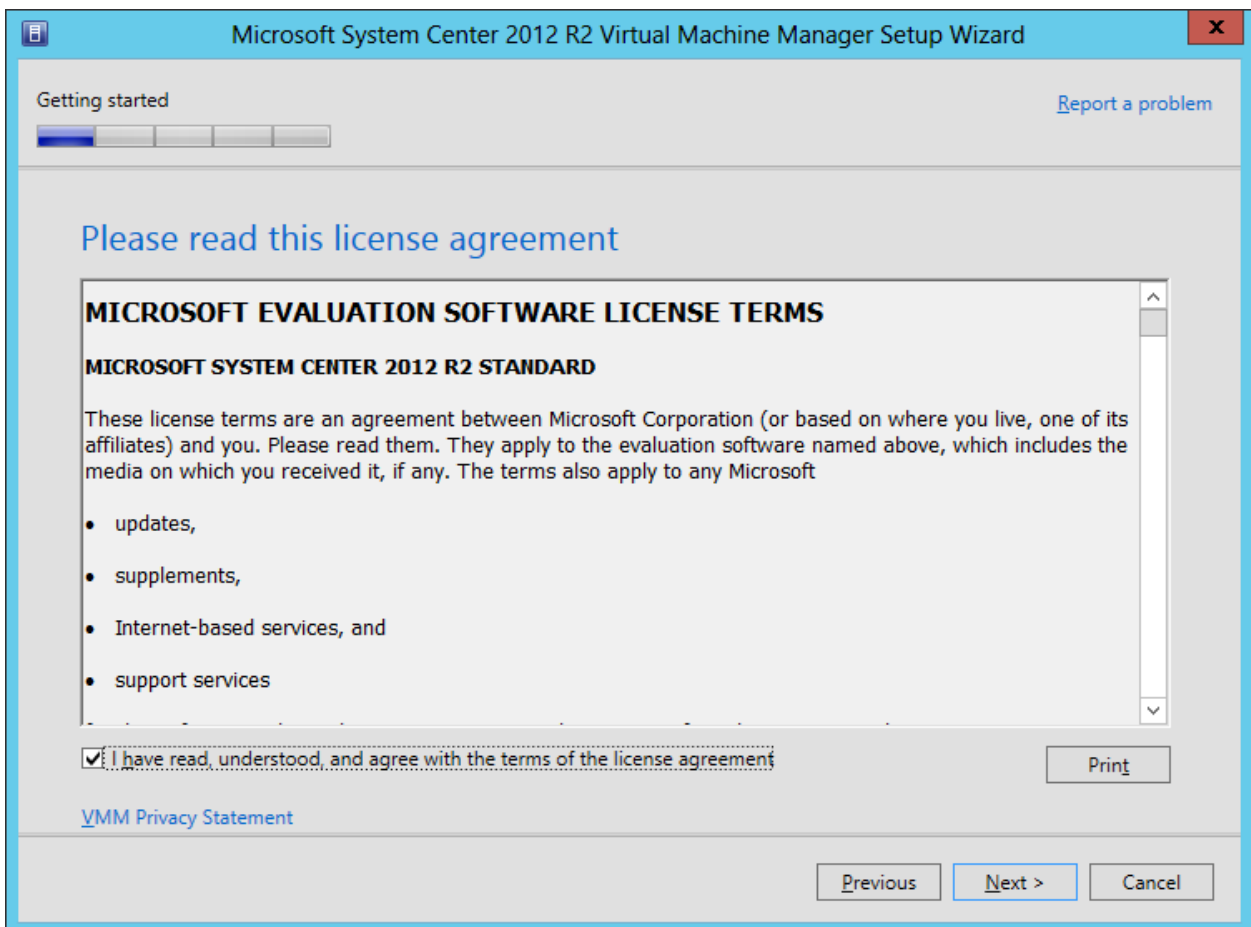 Microsoft System Center 2012 R2 Virtual Machine Manager Setup Wizard
x
Getting started
Report a problem
Please read this license agreement
MICROSOFT EVALUATION SOFTWARE LICENSE TERMS
MICROSOFT SYSTEM CENTER 2012 R2 STANDARD
These license terms are an agreement between Microsoft Corporation (or based on where you live, one of its
affiliates) and you. Please read them. They apply to the evaluation software named above, which includes the
media on which you received it, if any. The terms also apply to any Microsoft
• updates,
• supplements,
• Internet-based services, and
• support services
I have read, understood, and agree with the terms of the license agreement
Print
VMM Privacy Statement
Previous
Next >
Cancel